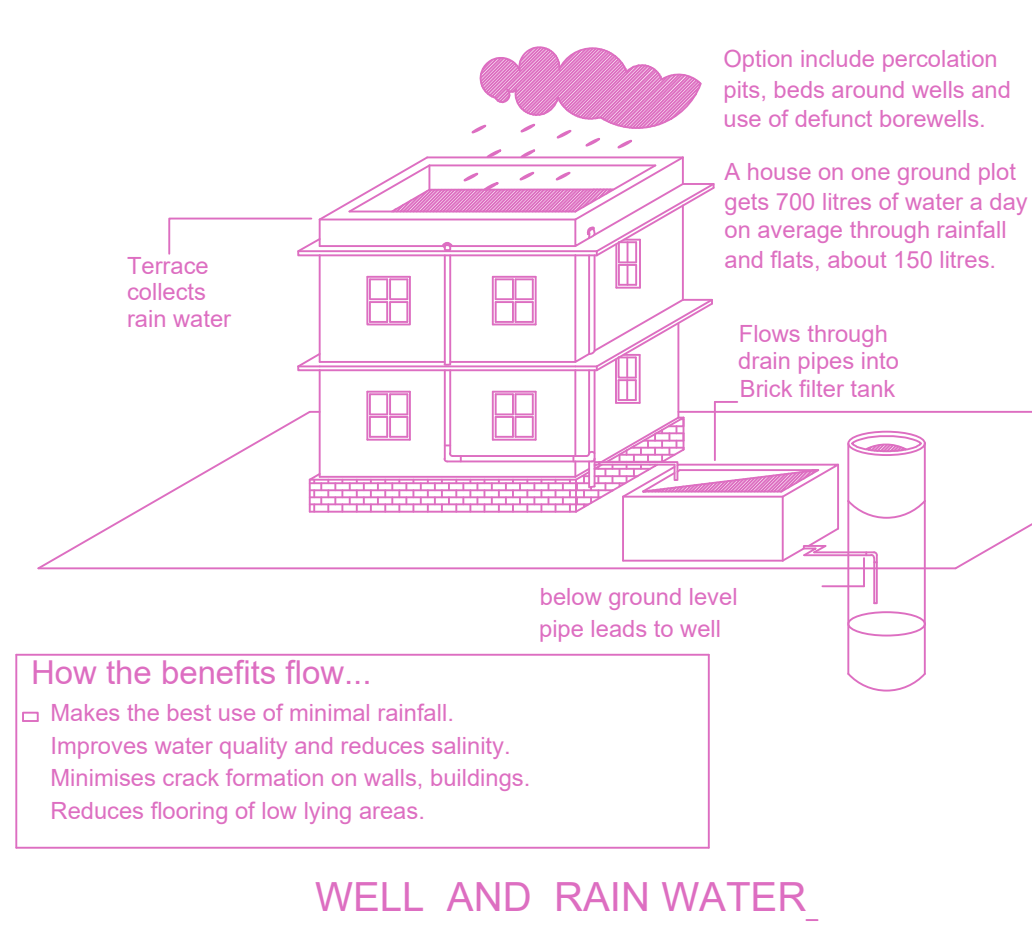 Option include percolation
pits, beds around wells and
use of defunct borewells.
A house on one ground plot
gets 700 litres of water a day
on average through rainfall
and flats, about 150 litres.
Terrace
collects
rain water
Flows through
drain pipes into
Brick filter tank
below ground level
pipe leads to well
How the benefits flow...
Makes the best use of minimal rainfall.
Improves water quality and reduces salinity.
Minimises crack formation on walls, buildings.
Reduces flooring of low lying areas.
WELL AND RAIN WATER_